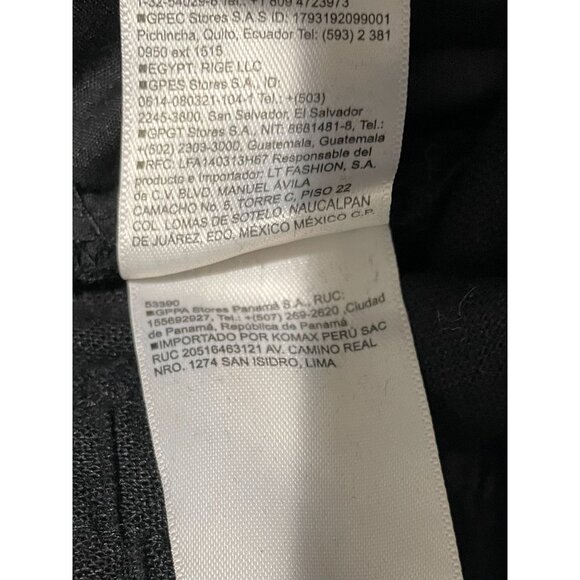 1-32-54029-8 Tel.: +1 809 4723973
■GPEC Stores S.A.S ID: 1793192099001
Pichincha, Quito, Ecuador Tel: (593) 2 381
0950 ext 1515
■EGYPT: RIGE LLC
■GPES Stores S.A. ID:
0614-080321-104-1 Tel.: +(503)
2245-3800, San Salvador, El Salvador
■GPGT Stores S.A., NIT: 8681481-8, Tel.:
+(502) 2303-3000, Guatemala, Guatemala
■RFC: LFA140313H67 Responsable del
producto e Importador: LT FASHION, S.A.
de C.V. BLVD. MANUEL ÁVILA
CAMACHO No. 5, TORRE C, PISO 22
COL. LOMAS DE SOTELO, NAUCALPAN
DE JUÁREZ, EDO. MÉXICO MÉXICO C.P.
53390
■GPPA Stores Panamá S.A., RUC:
155692927, Tel.: +(507) 269-2620 ,Ciudad
de Panamá, República de Panamá
■IMPORTADO POR KOMAX PERÚ SAC
RUC 20516463121 AV. CAMINO REAL
NRO. 1274 SAN ISIDRO, LIMA